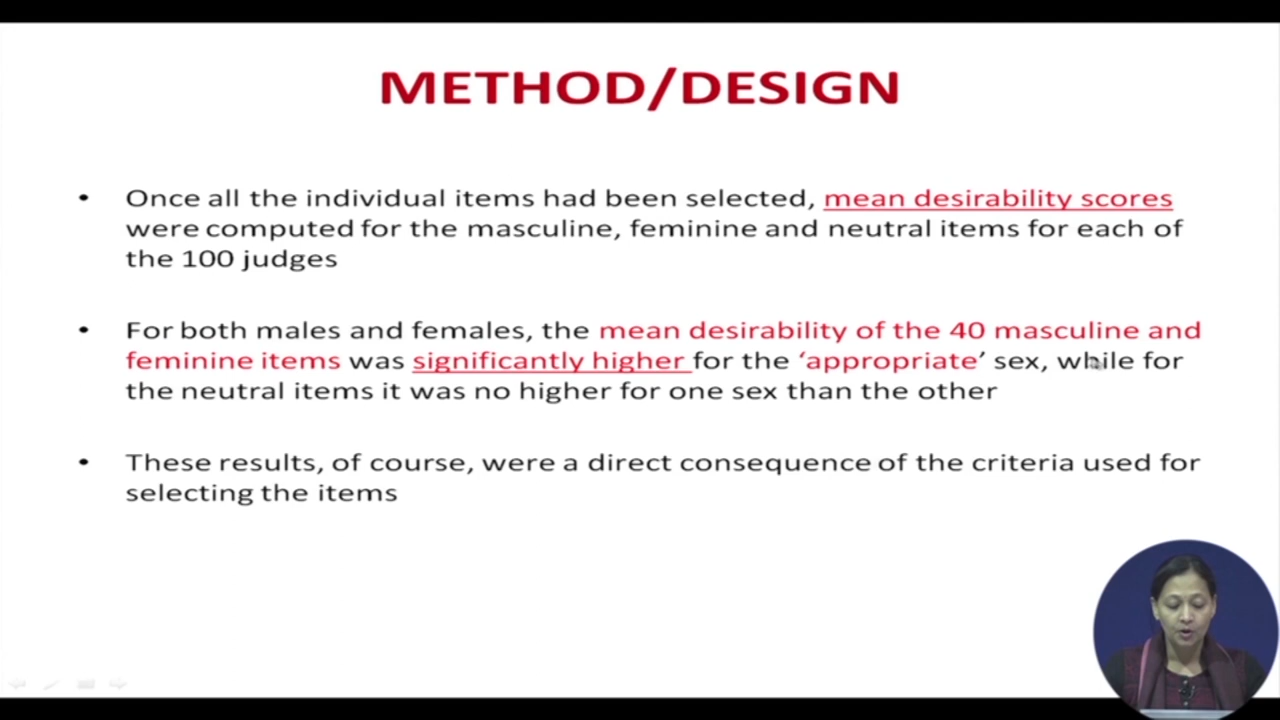 METHOD/DESIGN
• Once all the individual items had been selected, mean desirability scores
were computed for the masculine, feminine and neutral items for each of
the 100 judges
• For both males and females, the mean desirability of the 40 masculine and
feminine items was significantly higher for the ‘appropriate’ sex, while for
the neutral items it was no higher for one sex than the other
• These results, of course, were a direct consequence of the criteria used for
selecting the items